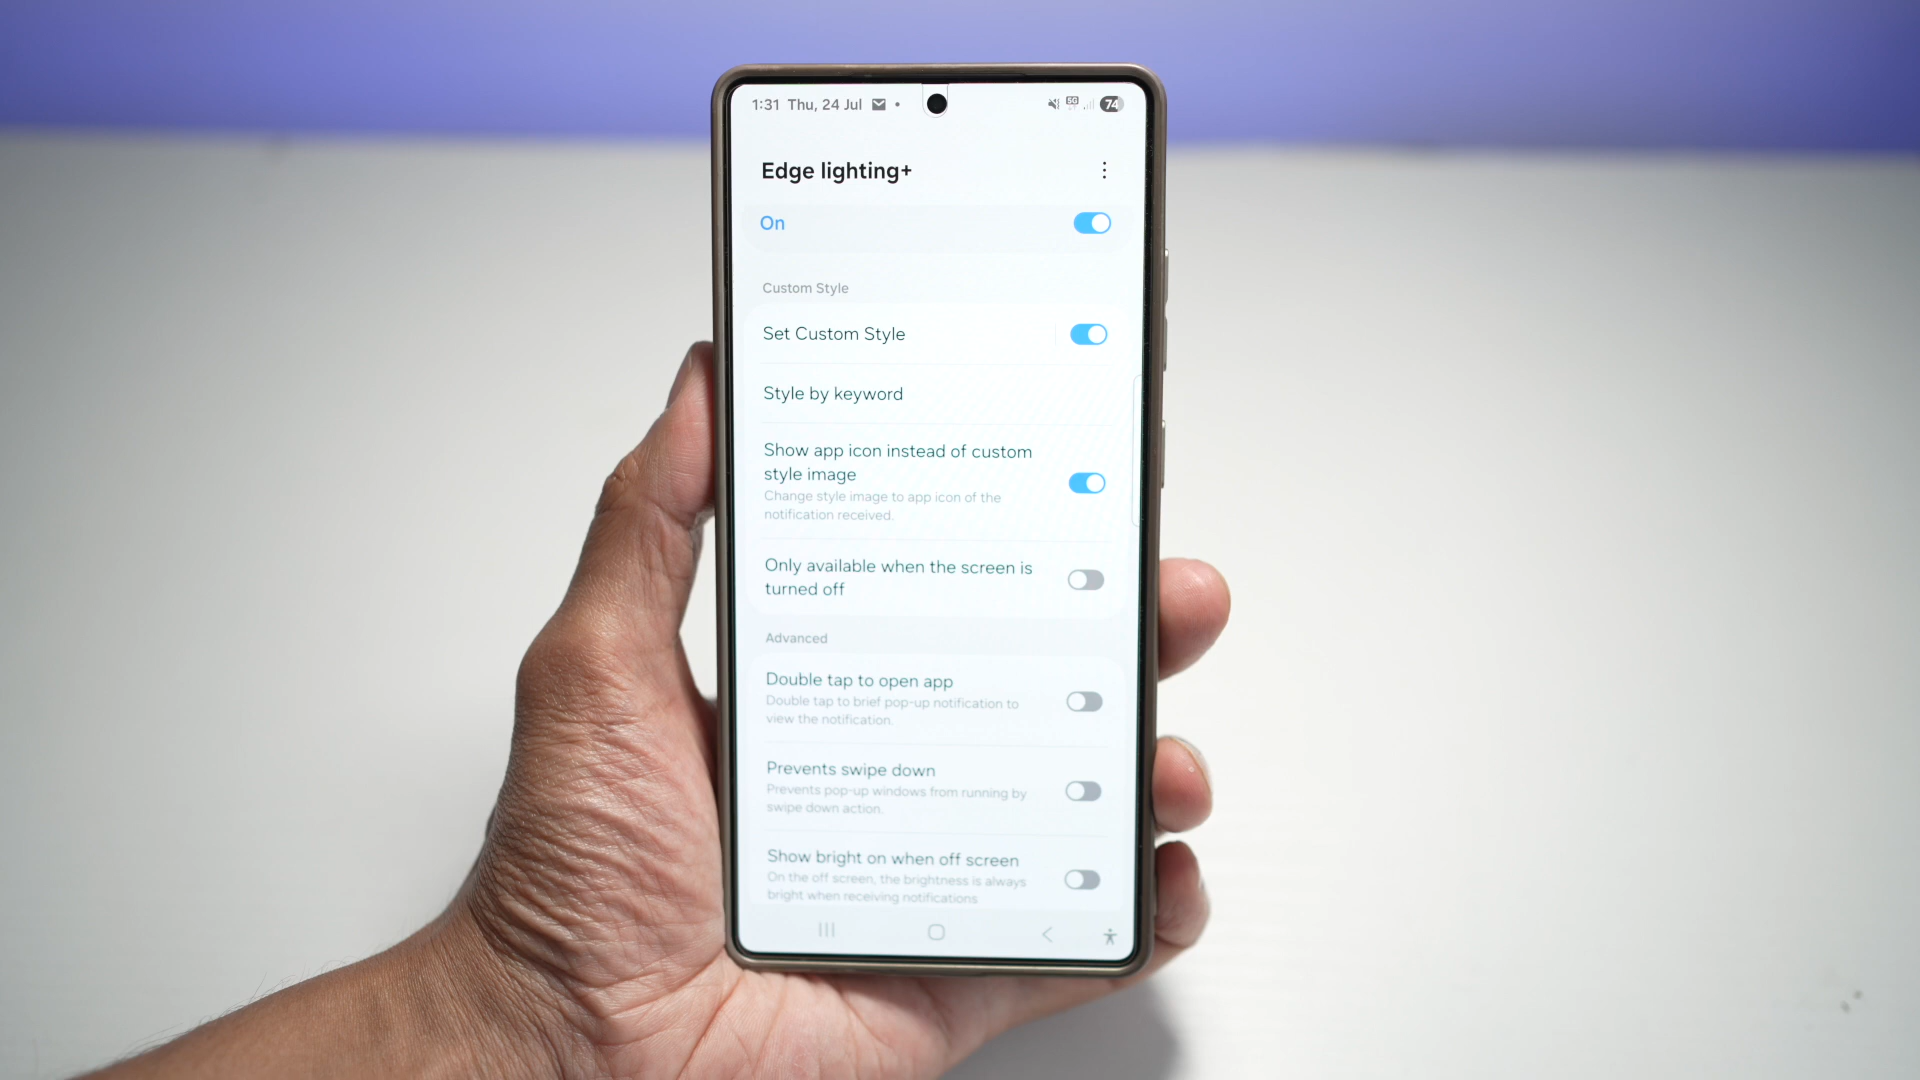 1:31 Thu, 24 Jul
5G
74
Edge lighting+
On
Custom Style
Set Custom Style
Style by keyword
Show app icon instead of custom
style image
Change style image to app icon of the
notification received.
Only available when the screen is
turned off
Advanced
Double tap to open app
Double tap to brief pop-up notification to
view the notification.
Prevents swipe down
Prevents pop-up windows from running by
swipe down action.
Show bright on when off screen
On the off screen, the brightness is always
bright when receiving notifications